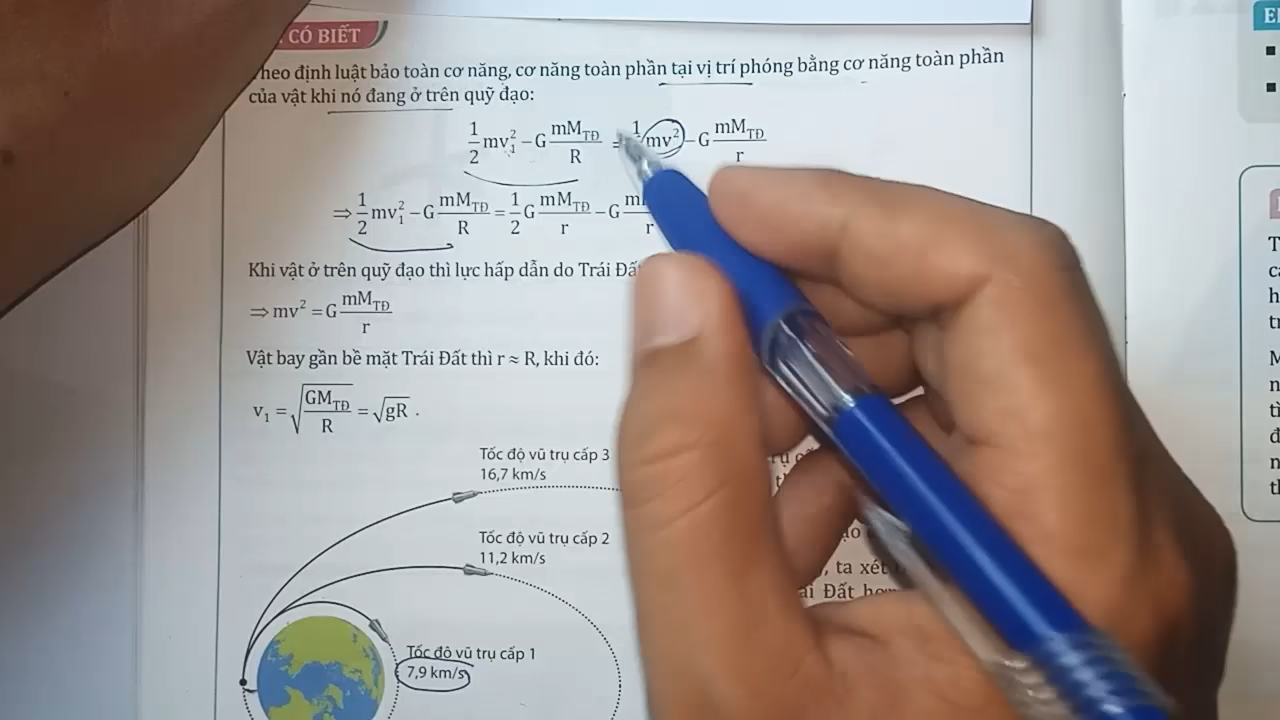 CÓ BIẾT
heo định luật bảo toàn cơ năng, cơ năng toàn phần tại vị trí phóng bằng cơ năng toàn phần
của vật khi nó đang ở trên quỹ đạo:
1/2 mv₁² − G mM_TĐ/R = 1/2 mv² − G mM_TĐ/r
⇒ 1/2 mv₁² − G mM_TĐ/R = 1/2 G mM_TĐ/r − G m /r
Khi vật ở trên quỹ đạo thì lực hấp dẫn do Trái
⇒ mv² = G mM_TĐ/r
Vật bay gần bề mặt Trái Đất thì r ≈ R, khi đó:
v₁ = √(GM_TĐ/R) = √gR .
Tốc độ vũ trụ cấp 3
16,7 km/s
Tốc độ vũ trụ cấp 2
11,2 km/s
, ta xét
Đất
Tốc độ vũ trụ cấp 1
7,9 km/s